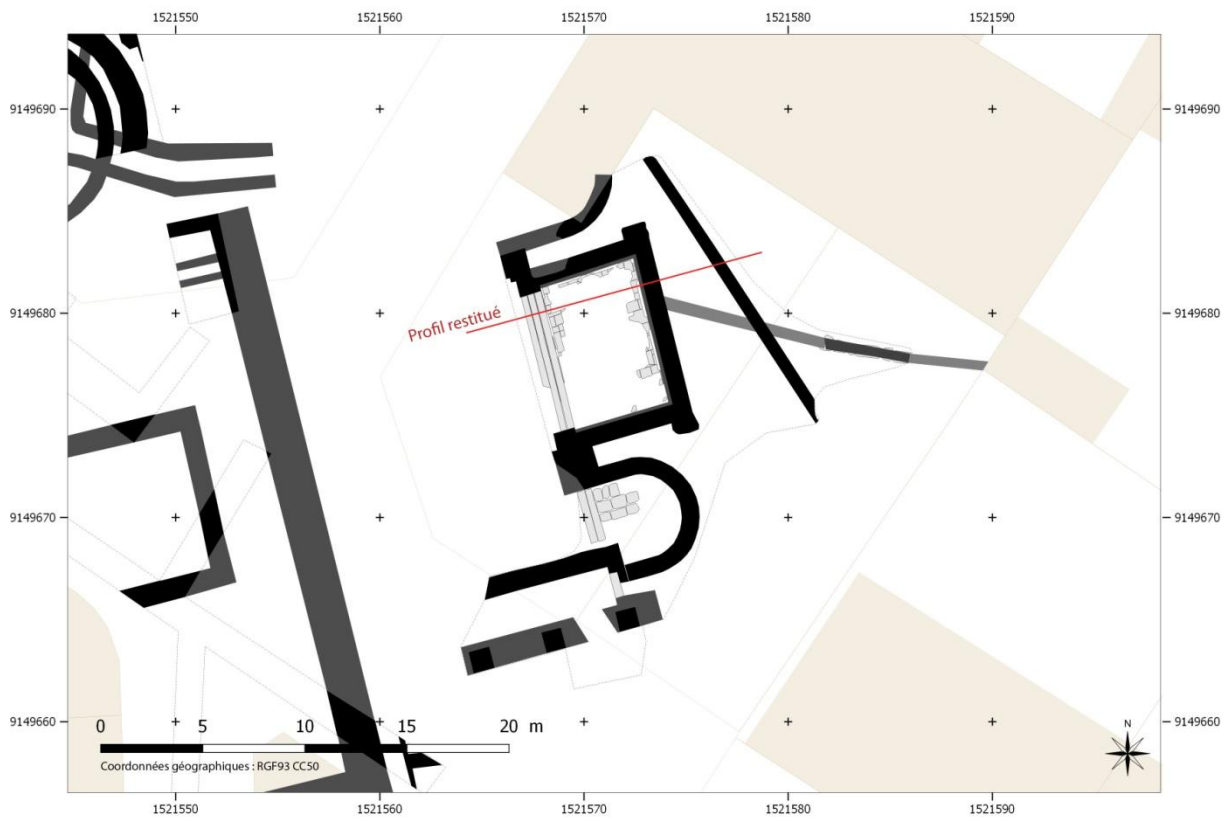 1521550 1521560 1521570 1521580 1521590
9149690 9149690
9149680 9149680
Profil restitué
9149670 9149670
9149660 9149660
0 5 10 15 20 m
Coordonnées géographiques : RGF93 CC50
N
1521550 1521560 1521570 1521580 1521590